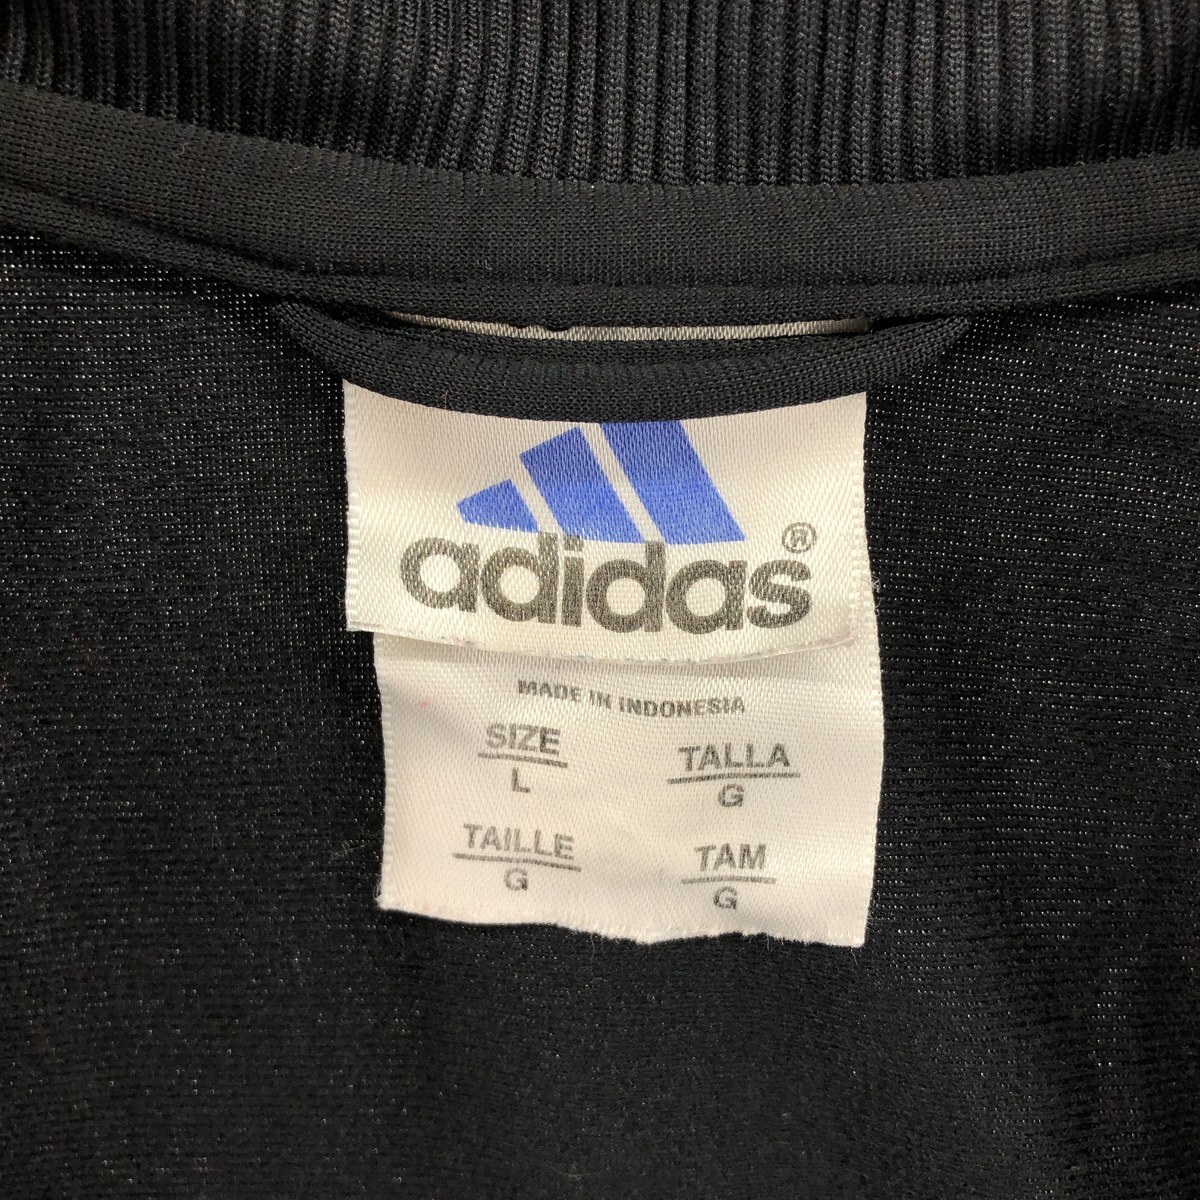 adidas®
MADE IN INDONESIA
SIZE TALLA
L G
TAILLE TAM
G G